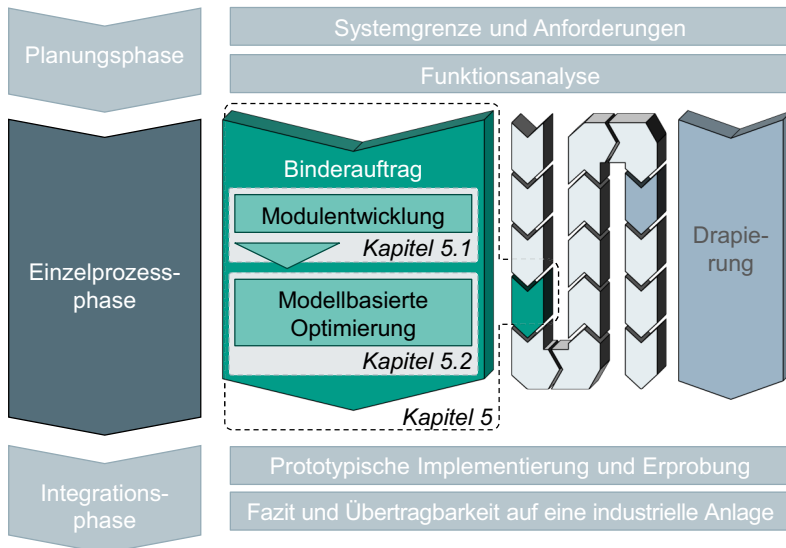 Planungsphase
Systemgrenze und Anforderungen
Funktionsanalyse
Einzelprozess-
phase
Binderauftrag
Modulentwicklung
Kapitel 5.1
Modellbasierte
Optimierung
Kapitel 5.2
Kapitel 5
Drapie-
rung
Integrations-
phase
Prototypische Implementierung und Erprobung
Fazit und Übertragbarkeit auf eine industrielle Anlage